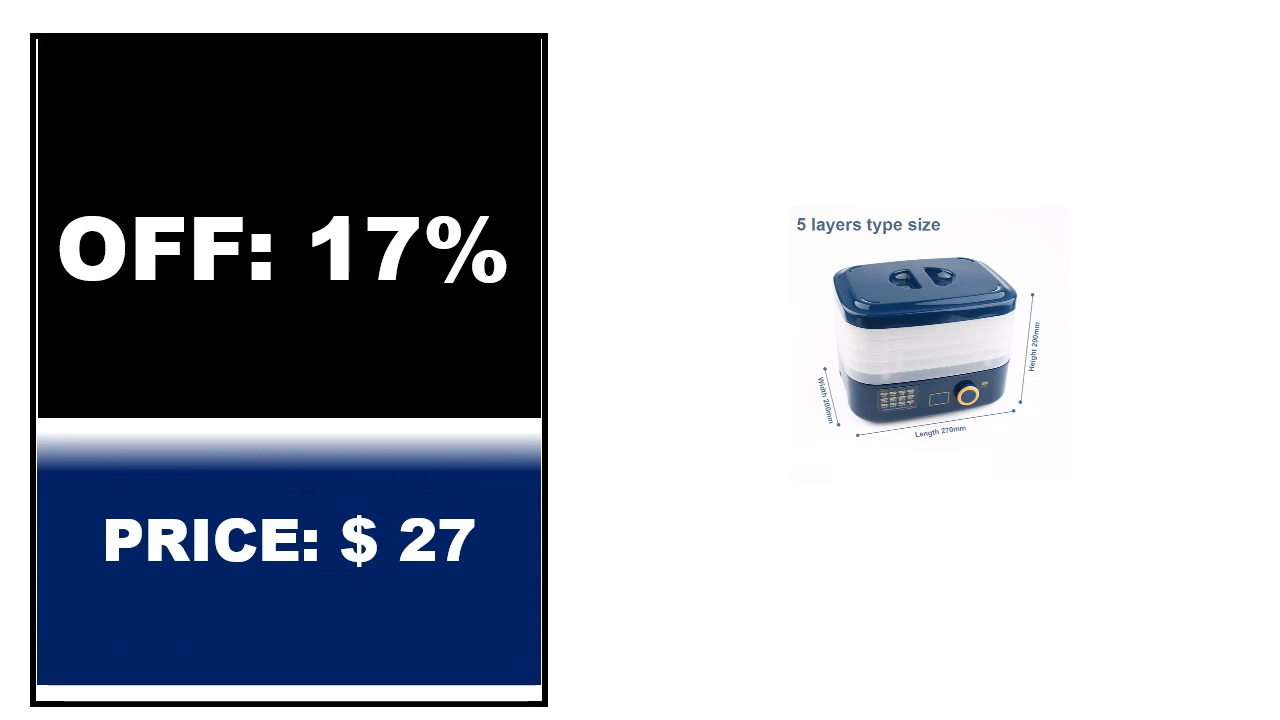 OFF: 17%
PRICE: $ 27
5 layers type size
Height 200mm
Width 200mm
Length 270mm